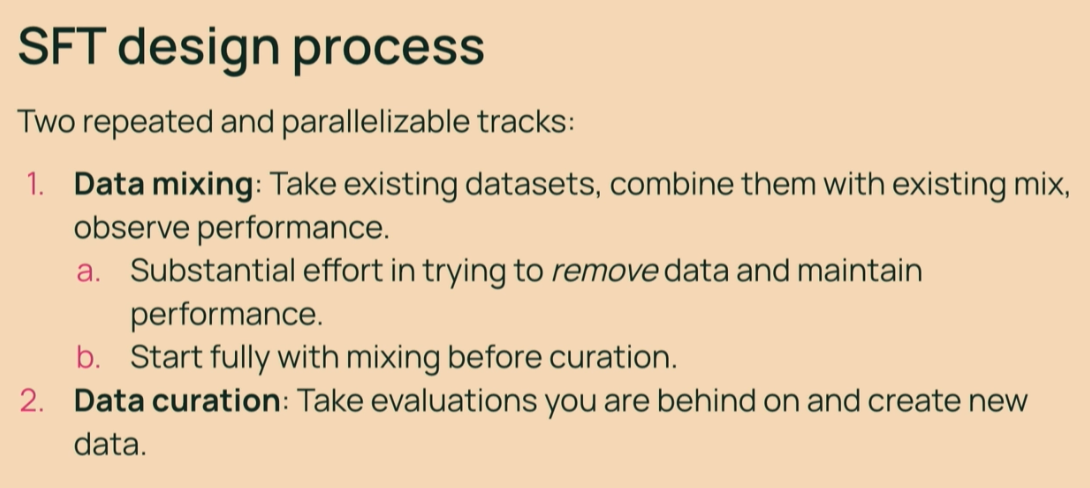 SFT design process
Two repeated and parallelizable tracks:
1. Data mixing: Take existing datasets, combine them with existing mix,
observe performance.
a. Substantial effort in trying to remove data and maintain
performance.
b. Start fully with mixing before curation.
2. Data curation: Take evaluations you are behind on and create new
data.